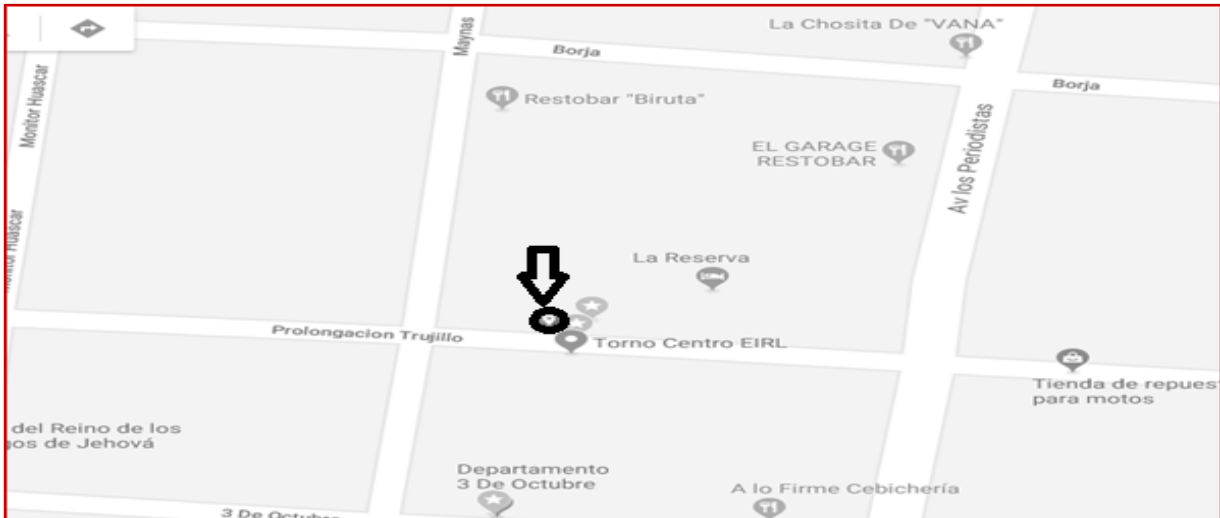 La Chosita De "VANA"
Maynas
Borja
Borja
Monitor Huascar
Restobar "Biruta"
Av los Periodistas
EL GARAGE
RESTOBAR
Monitor Huascar
La Reserva
Prolongacion Trujillo
Torno Centro EIRL
Tienda de repues
para motos
del Reino de los
gos de Jehová
Departamento
3 De Octubre
A lo Firme Cebichería
3 De Octubre